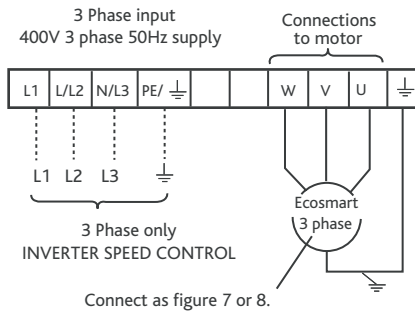 3 Phase input
400V 3 phase 50Hz supply
Connections
to motor
L1 L/L2 N/L3 PE/ W V U
L1 L2 L3
3 Phase only
INVERTER SPEED CONTROL
Ecosmart
3 phase
Connect as figure 7 or 8.